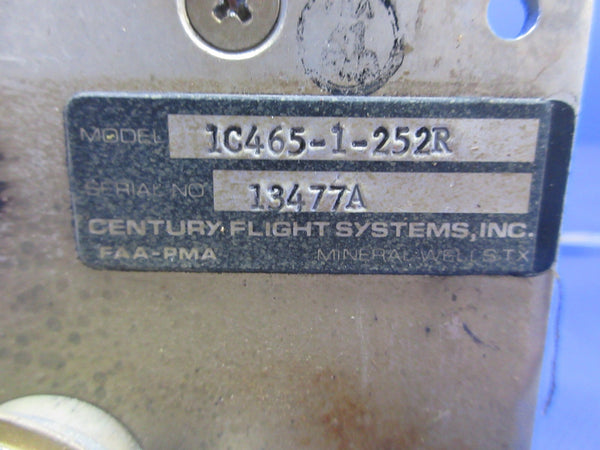 MODEL 1C465-1-252R
SERIAL NO 13477A
CENTURY FLIGHT SYSTEMS, INC.
FAA-PMA MINERAL WELLS TX